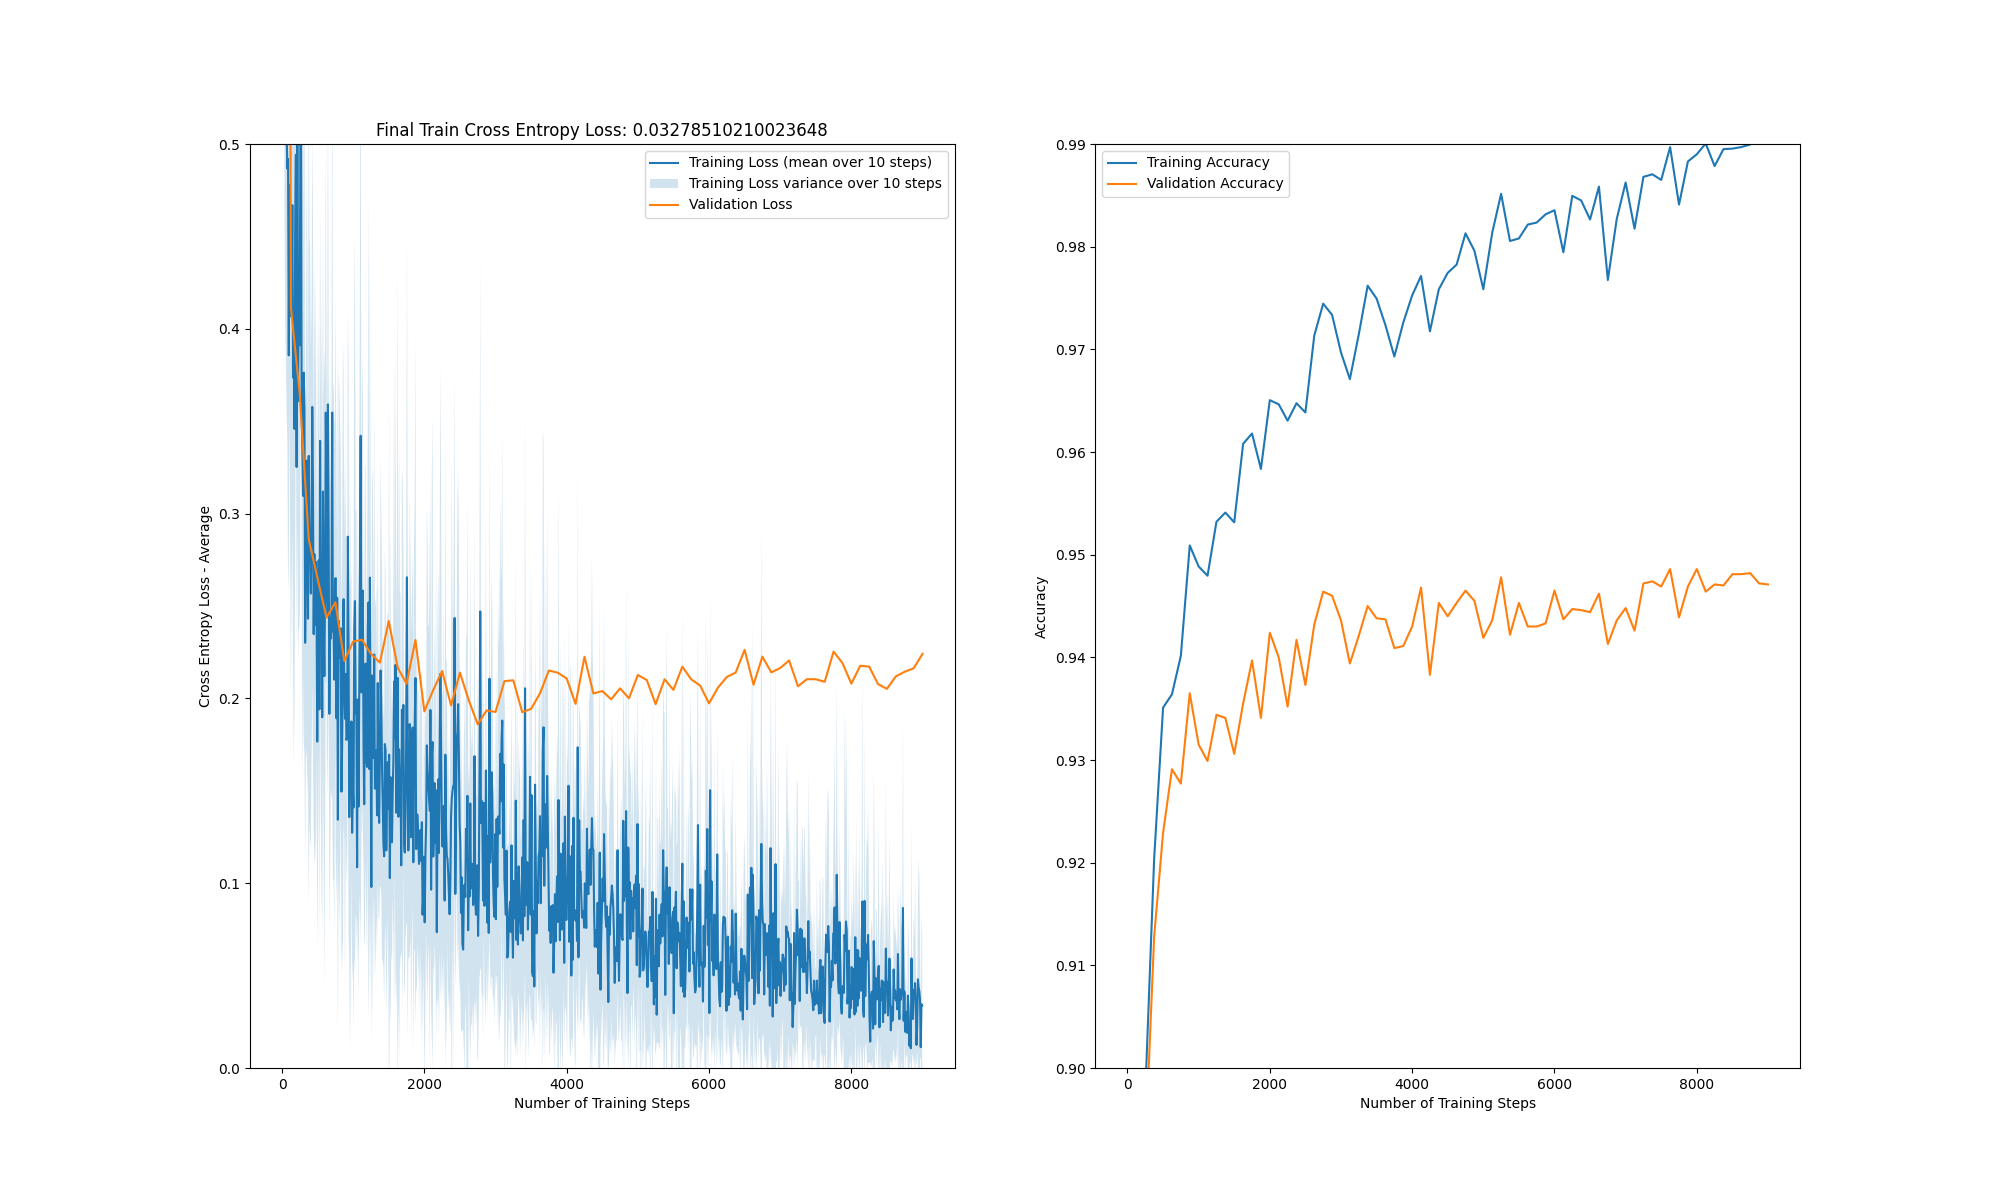 Final Train Cross Entropy Loss: 0.03278510210023648
0.5
0.4
0.3
0.2
0.1
0.0
Cross Entropy Loss - Average
Training Loss (mean over 10 steps)
Training Loss variance over 10 steps
Validation Loss
0 2000 4000 6000 8000
Number of Training Steps
0.99
0.98
0.97
0.96
0.95
0.94
0.93
0.92
0.91
0.90
Accuracy
Training Accuracy
Validation Accuracy
0 2000 4000 6000 8000
Number of Training Steps